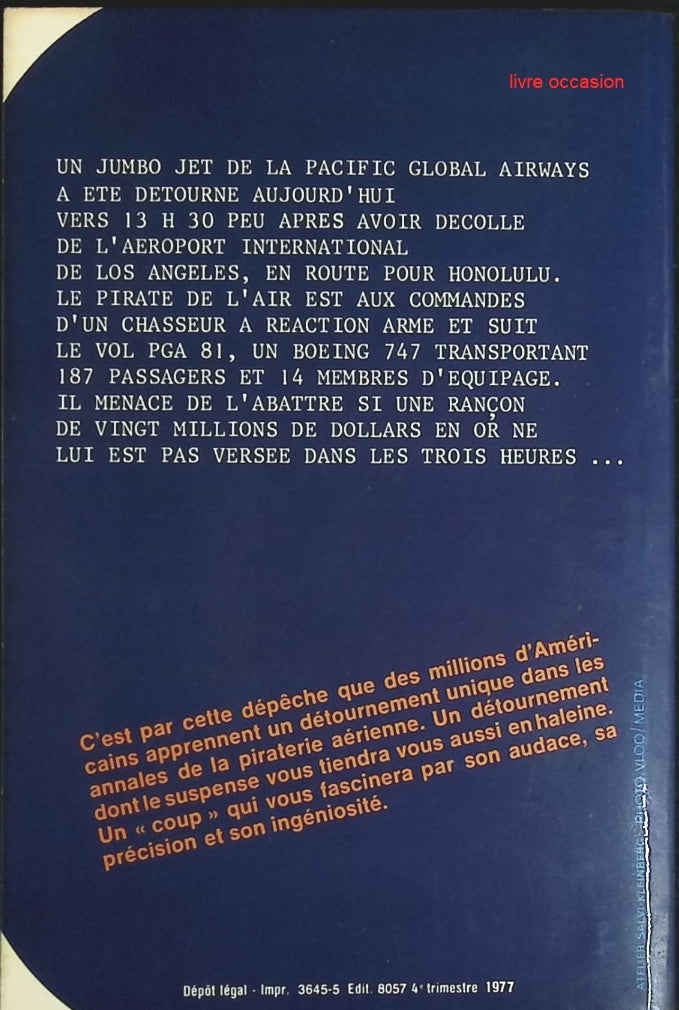 livre occasion
UN JUMBO JET DE LA PACIFIC GLOBAL AIRWAYS
A ETE DETOURNE AUJOURD'HUI
VERS 13 H 30 PEU APRES AVOIR DECOLLE
DE L'AEROPORT INTERNATIONAL
DE LOS ANGELES, EN ROUTE POUR HONOLULU.
LE PIRATE DE L'AIR EST AUX COMMANDES
D'UN CHASSEUR A REACTION ARME ET SUIT
LE VOL PGA 81, UN BOEING 747 TRANSPORTANT
187 PASSAGERS ET 14 MEMBRES D'EQUIPAGE.
IL MENACE DE L'ABATTRE SI UNE RANÇON
DE VINGT MILLIONS DE DOLLARS EN OR NE
LUI EST PAS VERSEE DANS LES TROIS HEURES ...
C'est par cette dépêche que des millions d'Améri-
cains apprennent un détournement unique dans les
annales de la piraterie aérienne. Un détournement
dont le suspense vous tiendra vous aussi en haleine.
Un « coup » qui vous fascinera par son audace, sa
précision et son ingéniosité.
ATELIER SALVI-KLEINBERG - PHOTO VLOO/MEDIA
Dépôt légal - Impr. 3645-5 Edit. 8057 4e trimestre 1977